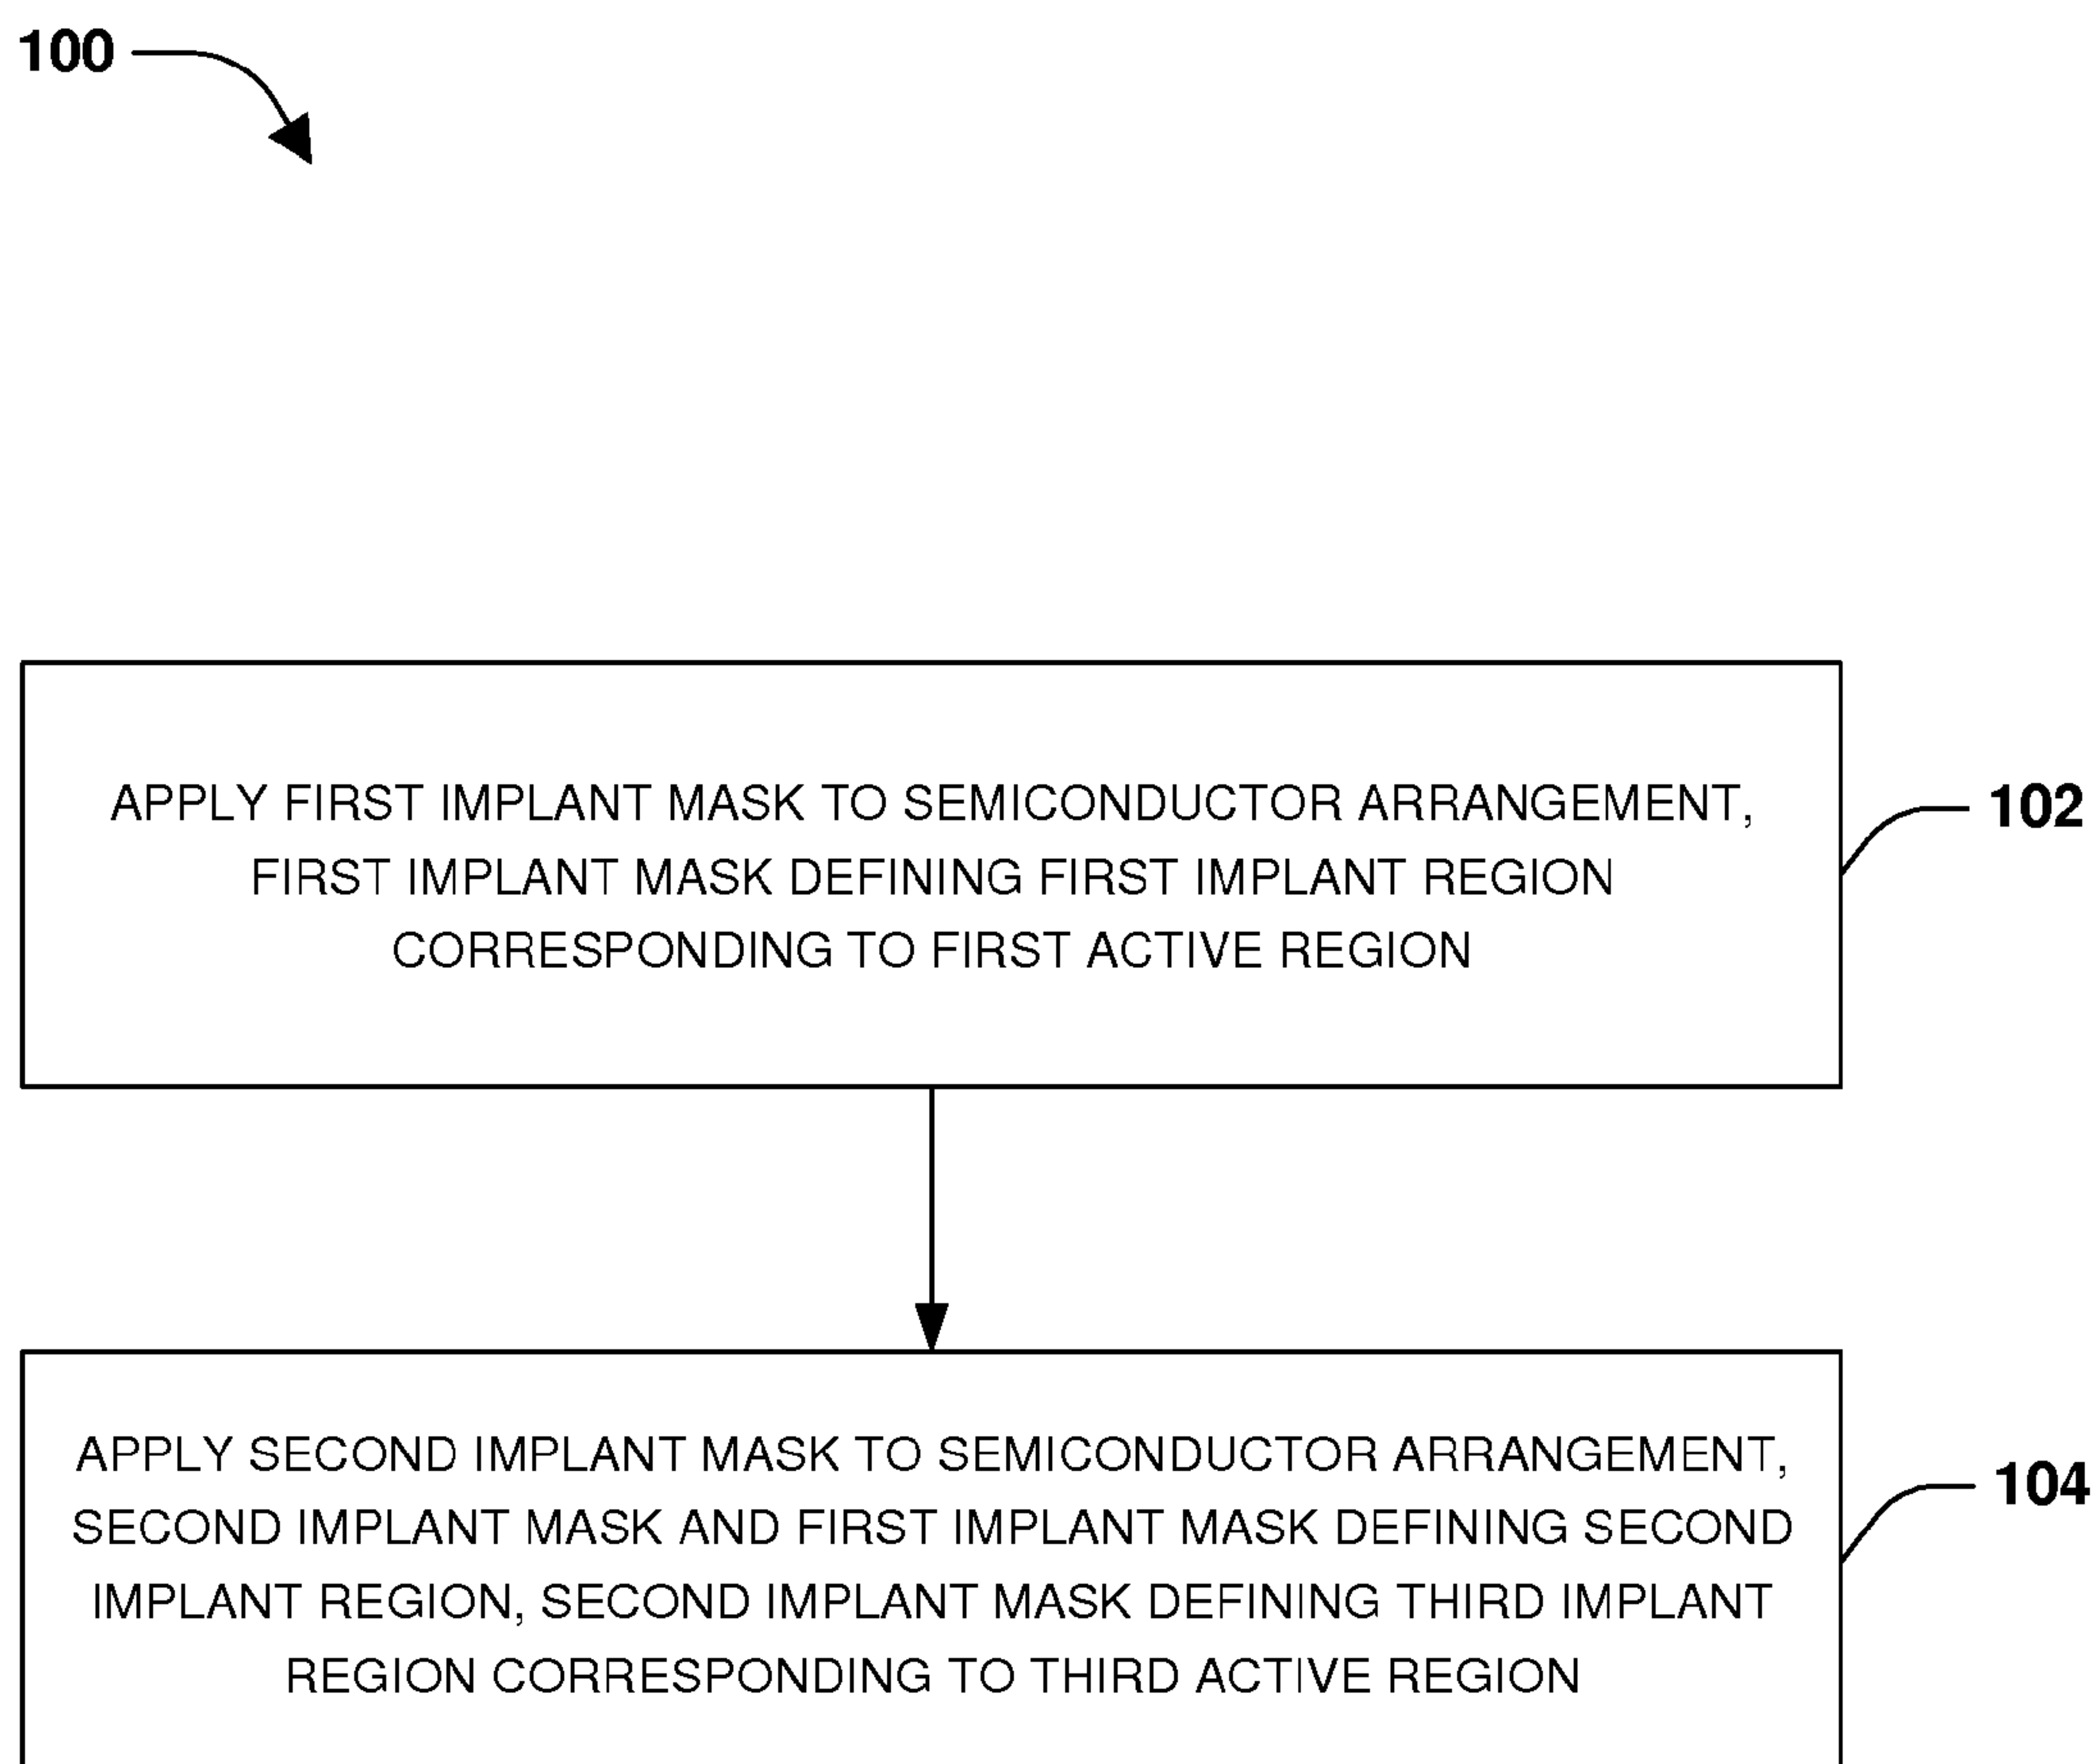 100
APPLY FIRST IMPLANT MASK TO SEMICONDUCTOR ARRANGEMENT,
FIRST IMPLANT MASK DEFINING FIRST IMPLANT REGION
CORRESPONDING TO FIRST ACTIVE REGION
102
APPLY SECOND IMPLANT MASK TO SEMICONDUCTOR ARRANGEMENT,
SECOND IMPLANT MASK AND FIRST IMPLANT MASK DEFINING SECOND
IMPLANT REGION, SECOND IMPLANT MASK DEFINING THIRD IMPLANT
REGION CORRESPONDING TO THIRD ACTIVE REGION
104